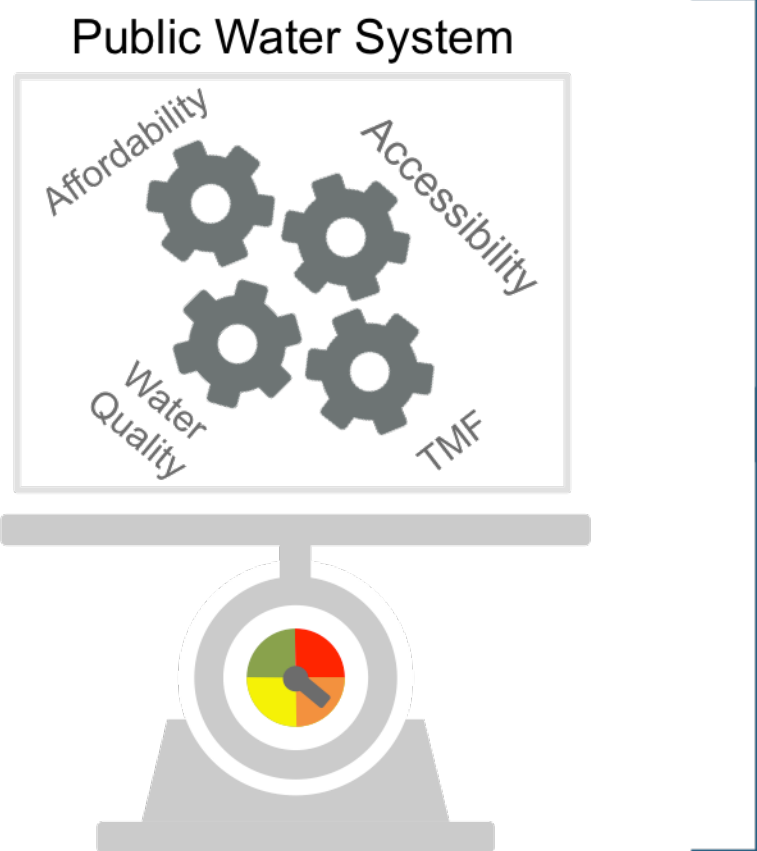 Public Water System
Affordability
Accessibility
Water
Quality
TMF